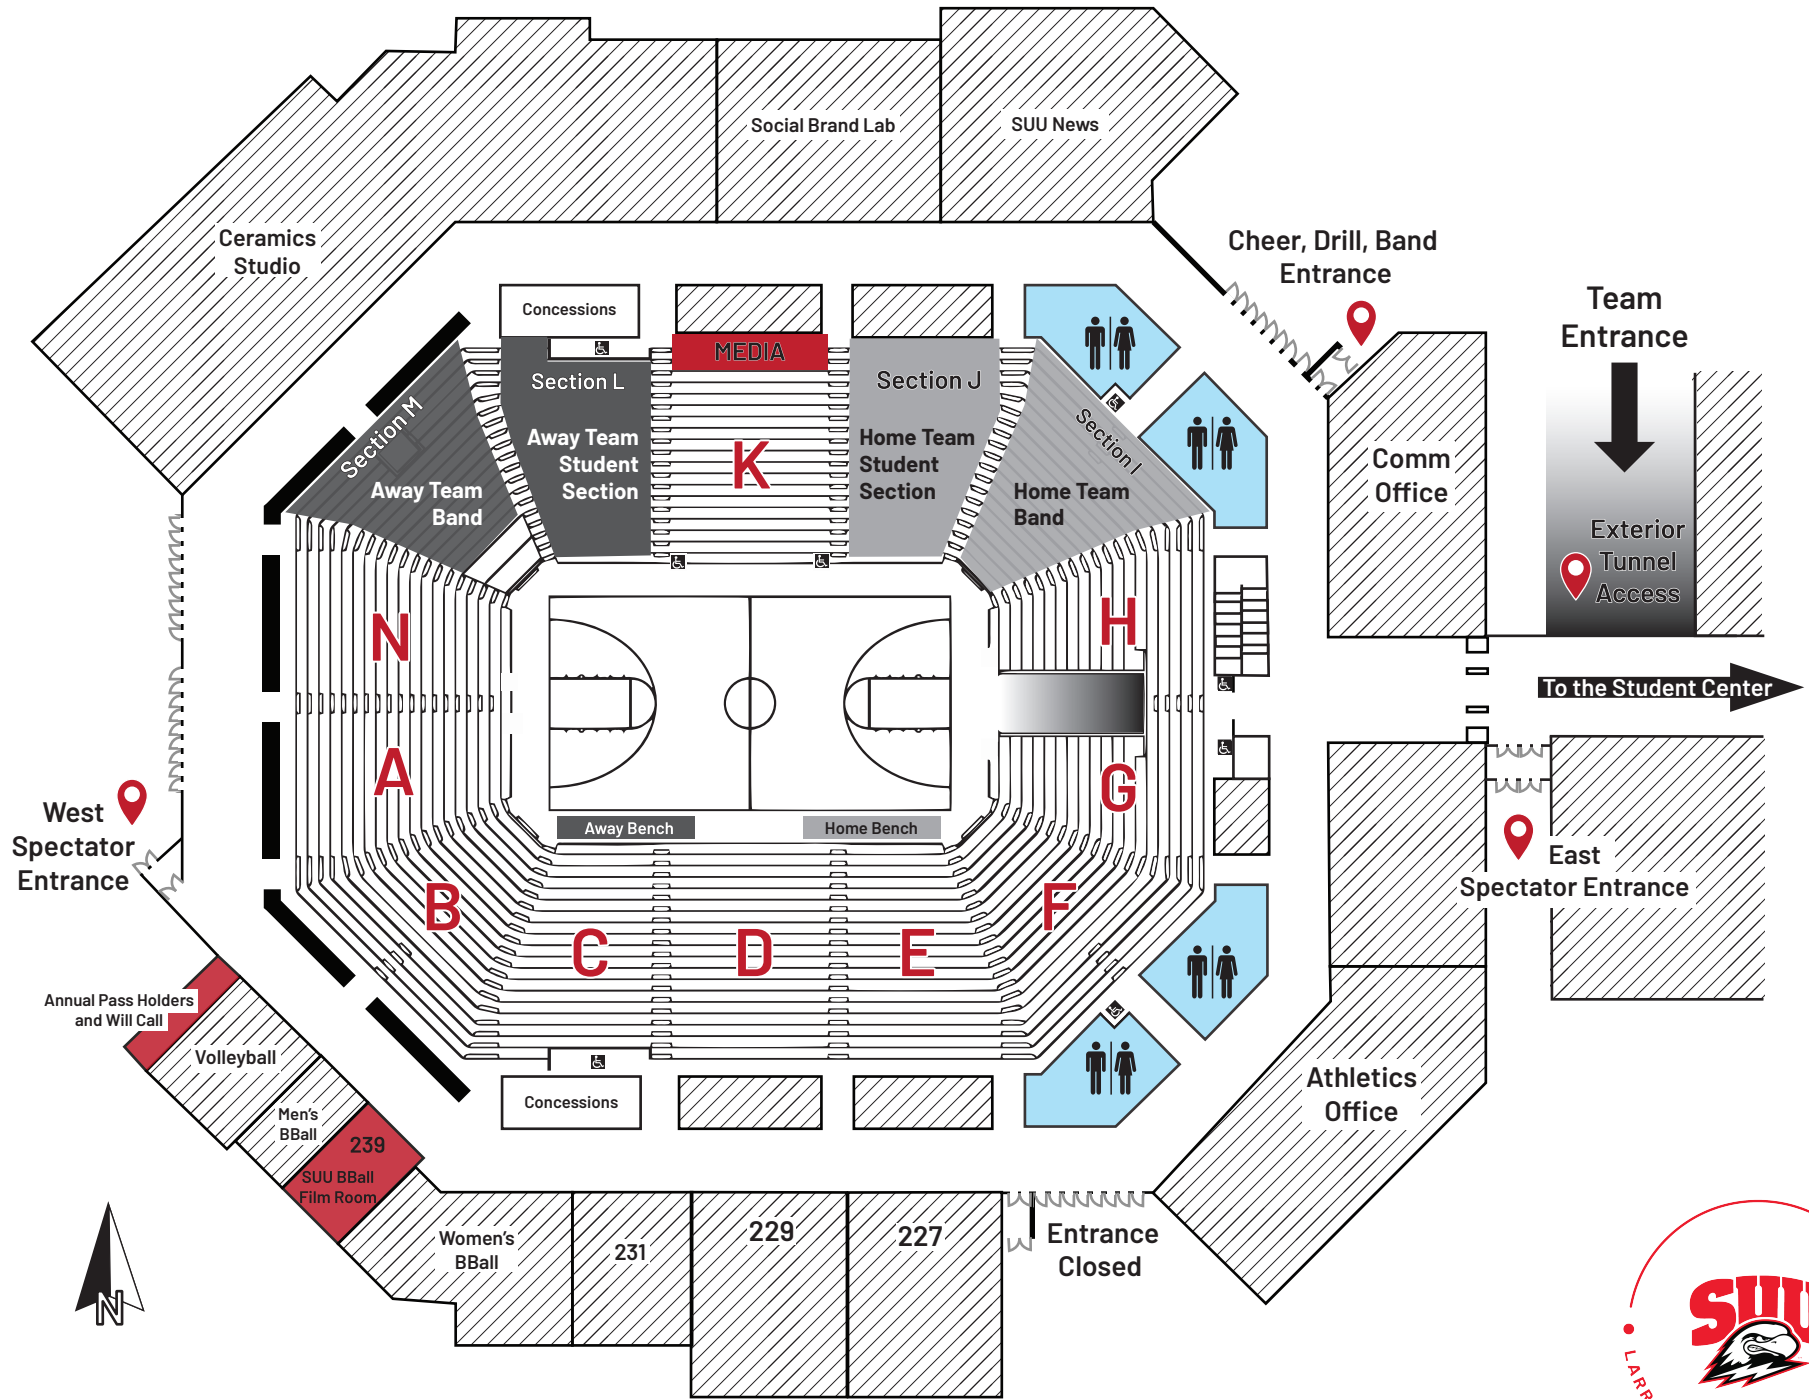 Social Brand Lab
SUU News
Ceramics
Studio
Cheer, Drill, Band
Entrance
Team
Entrance
Concessions
MEDIA
Section M
Section L
Section J
Section I
Away Team
Student
Section
K
Home Team
Student
Section
Away Team
Band
Home Team
Band
Comm
Office
Exterior
Tunnel
Access
N
H
To the Student Center
A
G
West
Spectator
Entrance
Away Bench
Home Bench
East
Spectator Entrance
B
F
C
D
E
Annual Pass Holders
and Will Call
Volleyball
Men's
BBall
239
SUU BBall
Film Room
Concessions
Athletics
Office
Women's
BBall
231
229
227
Entrance
Closed
N
SUU